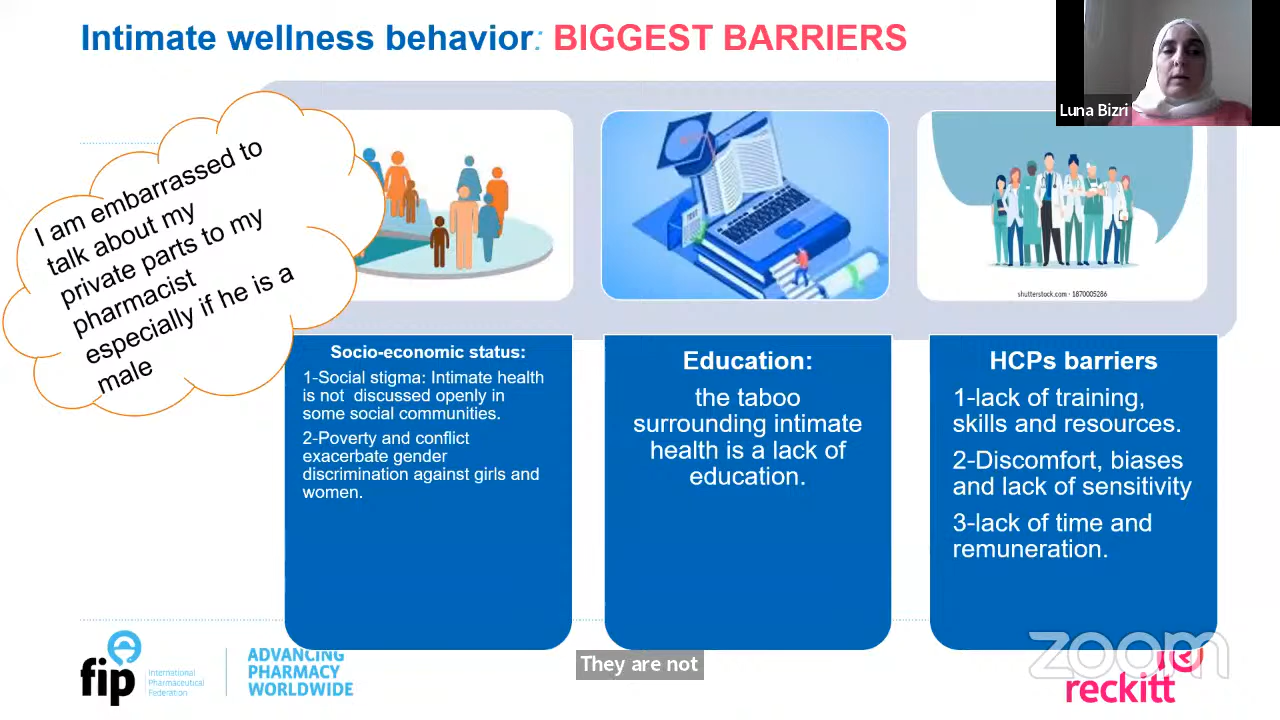 Intimate wellness behavior: BIGGEST BARRIERS
Luna Bizri
I am embarrassed to
talk about my
private parts to my
pharmacist
especially if he is a
male
TEST
shutterstock.com · 1870005286
Socio-economic status:
1-Social stigma: Intimate health
is not discussed openly in
some social communities.
2-Poverty and conflict
exacerbate gender
discrimination against girls and
women.
Education:
the taboo
surrounding intimate
health is a lack of
education.
HCPs barriers
1-lack of training,
skills and resources.
2-Discomfort, biases
and lack of sensitivity
3-lack of time and
remuneration.
fip
International
Pharmaceutical
Federation
ADVANCING
PHARMACY
WORLDWIDE
They are not
zoom
reckitt